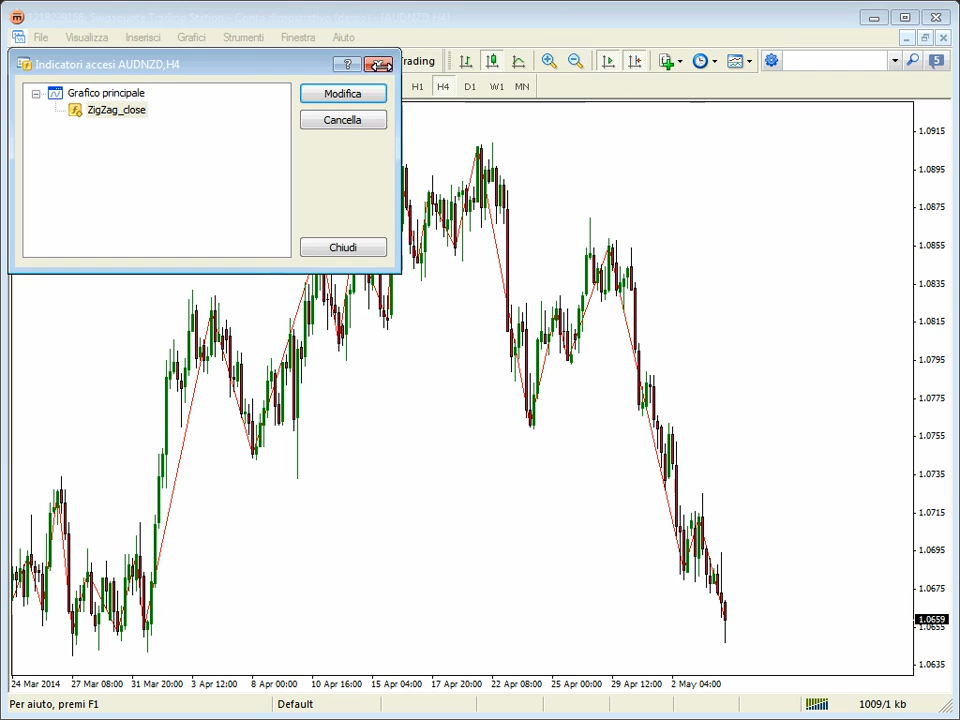 File Visualizza Inserisci Grafici Strumenti Finestra Aiuto
Indicatori accesi AUDNZD,H4
Trading
5
H1 H4 D1 W1 MN
Grafico principale
ZigZag_close
Modifica
Cancella
Chiudi
1.0915
1.0895
1.0875
1.0855
1.0835
1.0815
1.0795
1.0775
1.0755
1.0735
1.0715
1.0695
1.0675
1.0659
1.0655
1.0635
24 Mar 2014 27 Mar 08:00 31 Mar 20:00 3 Apr 12:00 8 Apr 00:00 10 Apr 16:00 15 Apr 04:00 17 Apr 20:00 22 Apr 08:00 25 Apr 00:00 29 Apr 12:00 2 May 04:00
Per aiuto, premi F1 Default 1009/1 kb